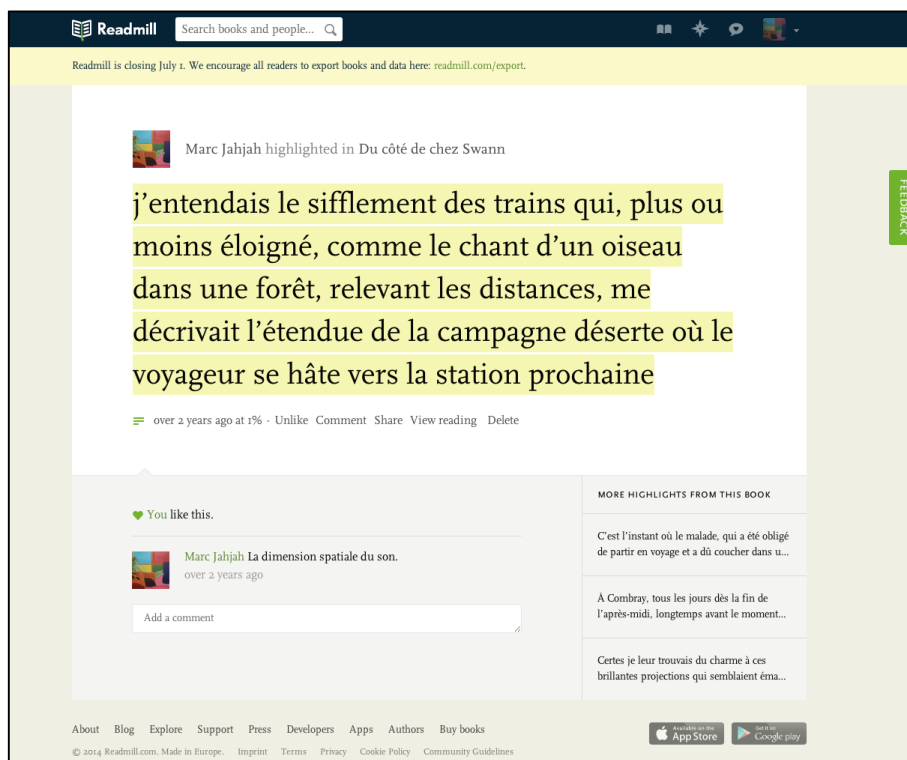 Readmill
Search books and people...
Readmill is closing July 1. We encourage all readers to export books and data here: readmill.com/export.
Marc Jahjah highlighted in Du côté de chez Swann
j'entendais le sifflement des trains qui, plus ou
moins éloigné, comme le chant d'un oiseau
dans une forêt, relevant les distances, me
décrivait l'étendue de la campagne déserte où le
voyageur se hâte vers la station prochaine
over 2 years ago at 1% · Unlike Comment Share View reading Delete
FEEDBACK
You like this.
Marc Jahjah La dimension spatiale du son.
over 2 years ago
Add a comment
MORE HIGHLIGHTS FROM THIS BOOK
C'est l'instant où le malade, qui a été obligé
de partir en voyage et a dû coucher dans u...
À Combray, tous les jours dès la fin de
l'après-midi, longtemps avant le moment...
Certes je leur trouvais du charme à ces
brillantes projections qui semblaient éma...
About Blog Explore Support Press Developers Apps Authors Buy books
© 2014 Readmill.com. Made in Europe. Imprint Terms Privacy Cookie Policy Community Guidelines
Available on the
App Store
Get it on
Google play